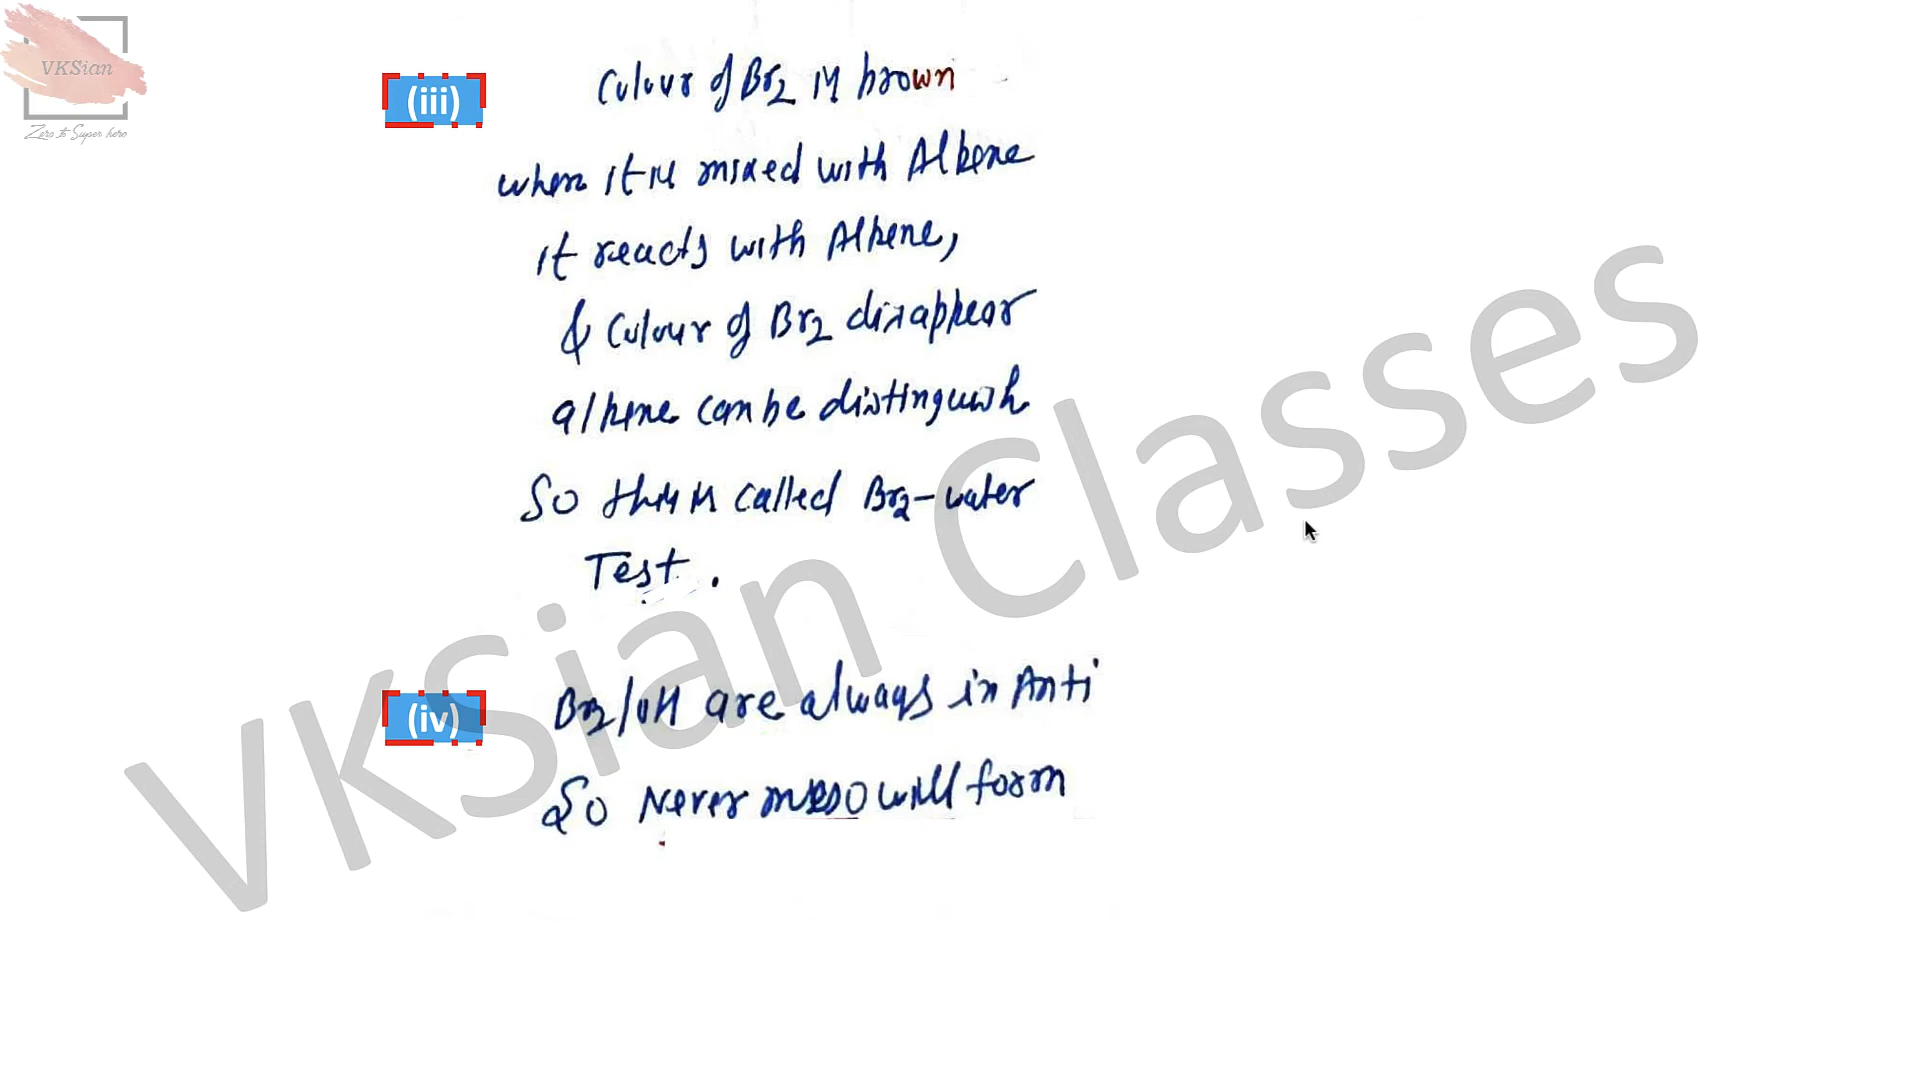 VKSian
Zero to Super hero
(iii)
Colour of Br2 is brown
when it is mixed with Alkene
it reacts with Alkene,
& Colour of Br2 disappear
alkene can be distinguish
So this is called Br2-water
Test.
(iv)
Br2/OH are always in Anti
So Never meso will form
VKSian Classes